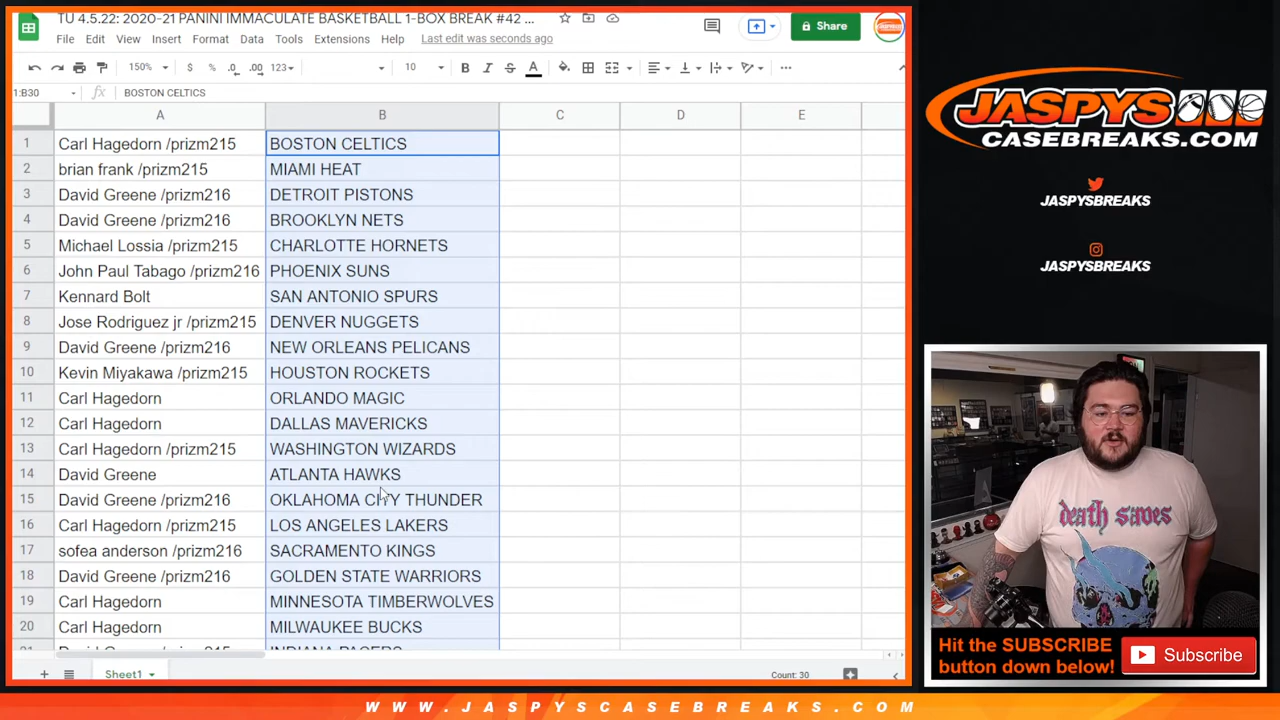 TU 4.5.22: 2020-21 PANINI IMMACULATE BASKETBALL 1-BOX BREAK #42 ...
Share
File Edit View Insert Format Data Tools Extensions Help Last edit was seconds ago
150% $ % .0 .00 123 10 B I S A
1:B30 fx BOSTON CELTICS
A B C D E
1 Carl Hagedorn /prizm215 BOSTON CELTICS
2 brian frank /prizm215 MIAMI HEAT
3 David Greene /prizm216 DETROIT PISTONS
4 David Greene /prizm216 BROOKLYN NETS
5 Michael Lossia /prizm215 CHARLOTTE HORNETS
6 John Paul Tabago /prizm216 PHOENIX SUNS
7 Kennard Bolt SAN ANTONIO SPURS
8 Jose Rodriguez jr /prizm215 DENVER NUGGETS
9 David Greene /prizm216 NEW ORLEANS PELICANS
10 Kevin Miyakawa /prizm215 HOUSTON ROCKETS
11 Carl Hagedorn ORLANDO MAGIC
12 Carl Hagedorn DALLAS MAVERICKS
13 Carl Hagedorn /prizm215 WASHINGTON WIZARDS
14 David Greene ATLANTA HAWKS
15 David Greene /prizm216 OKLAHOMA CITY THUNDER
16 Carl Hagedorn /prizm215 LOS ANGELES LAKERS
17 sofea anderson /prizm216 SACRAMENTO KINGS
18 David Greene /prizm216 GOLDEN STATE WARRIORS
19 Carl Hagedorn MINNESOTA TIMBERWOLVES
20 Carl Hagedorn MILWAUKEE BUCKS
Sheet1
Count: 30
JASPYS
CASEBREAKS.COM
JASPYSBREAKS
JASPYSBREAKS
death saves
Hit the SUBSCRIBE
button down below!
Subscribe
WWW.JASPYSCASEBREAKS.COM